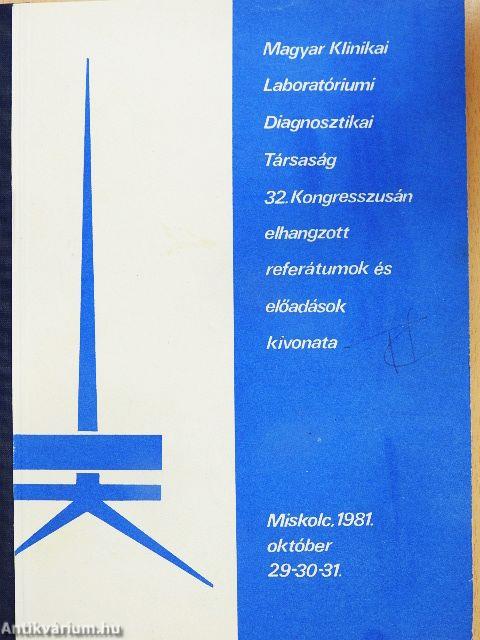 Magyar Klinikai
Laboratóriumi
Diagnosztikai
Társaság
32. Kongresszusán
elhangzott
referátumok és
előadások
kivonata
Miskolc, 1981.
október
29-30-31.
Antikvárium.hu